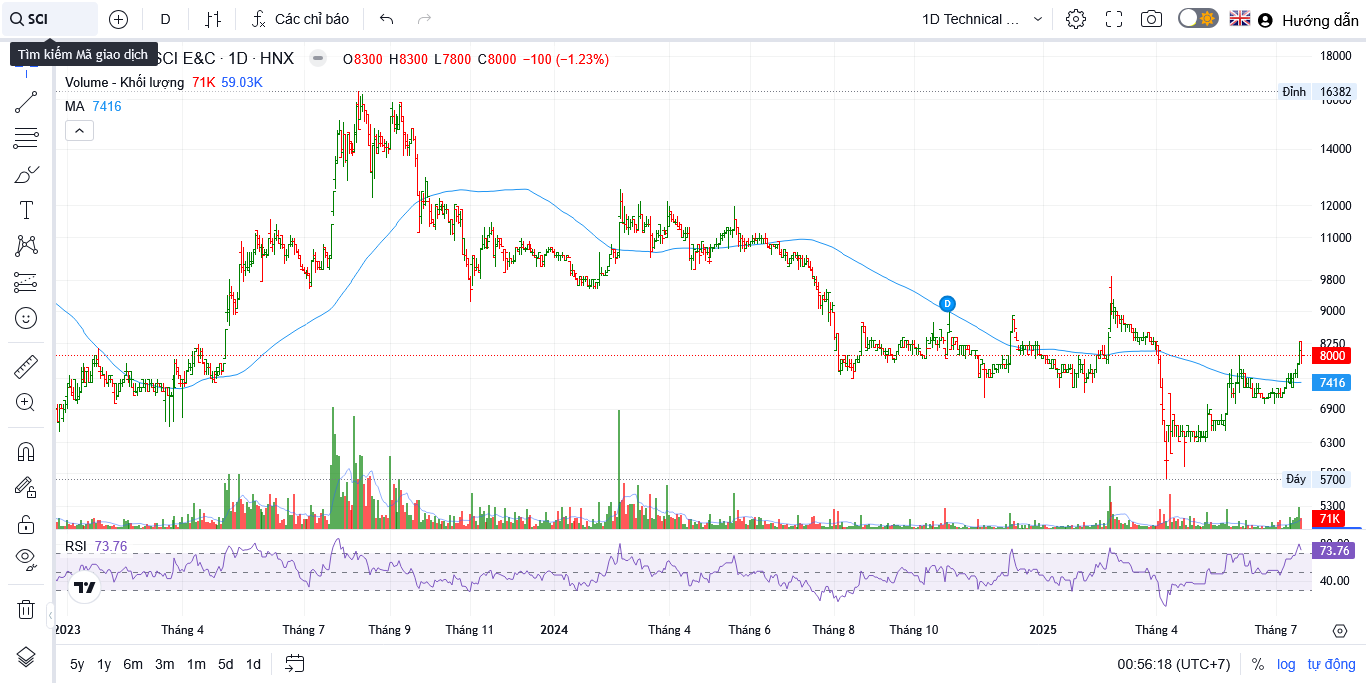 SCI
D
Các chỉ báo
1D Technical ...
Hướng dẫn
Tìm kiếm Mã giao dịch
SCI E&C · 1D · HNX
O8300 H8300 L7800 C8000 −100 (−1.23%)
Volume - Khối lượng 71K 59.03K
MA 7416
18000
Đỉnh 16382
16000
14000
12000
11000
9800
D
9000
8250
8000
7416
6900
6300
5800
Đáy 5700
5300
71K
RSI 73.76
80.00
73.76
40.00
2023 Tháng 4 Tháng 7 Tháng 9 Tháng 11 2024 Tháng 4 Tháng 6 Tháng 8 Tháng 10 2025 Tháng 4 Tháng 7
5y 1y 6m 3m 1m 5d 1d
00:56:18 (UTC+7) % log tự động